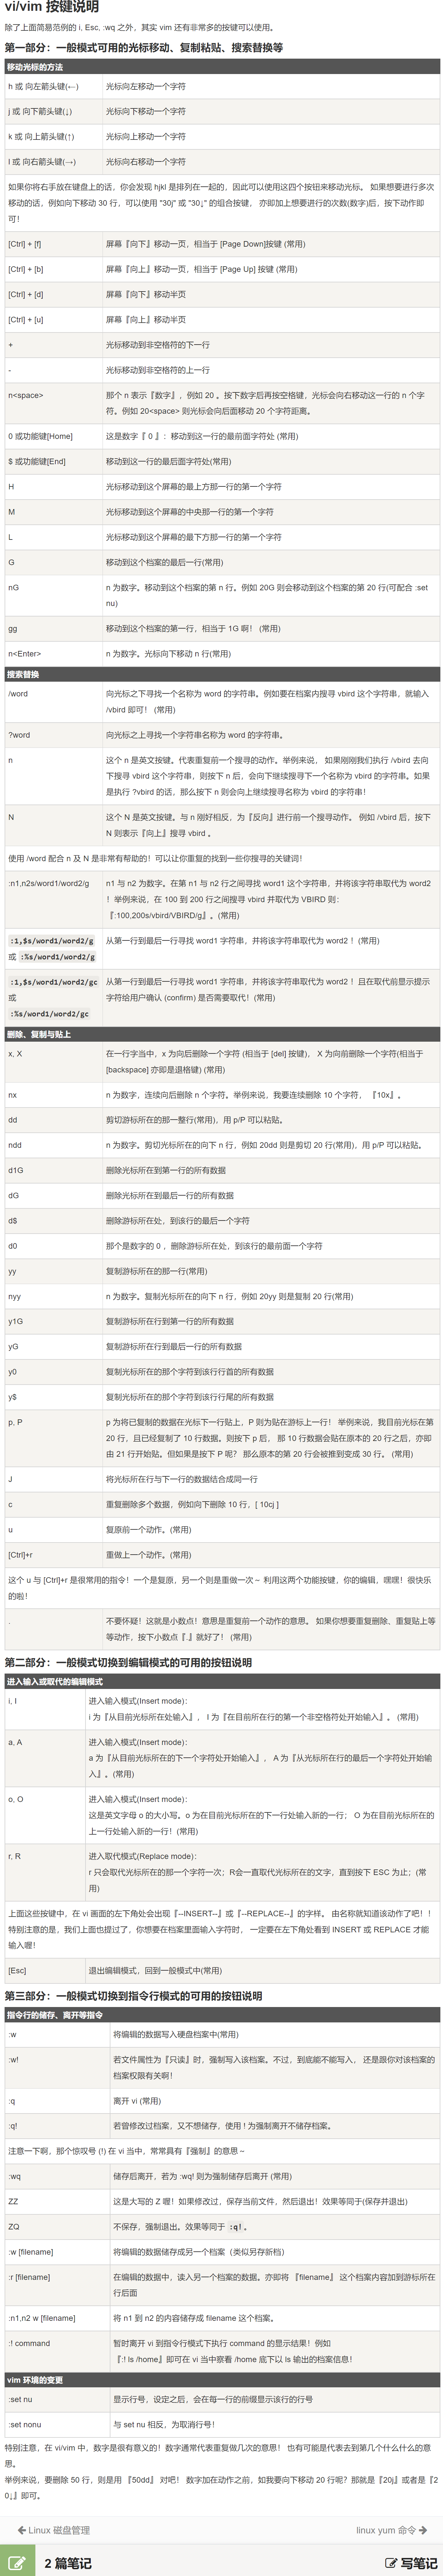 vi/vim 按键说明
除了上面简易范例的 i, Esc, :wq 之外，其实 vim 还有非常多的按键可以使用。
第一部分：一般模式可用的光标移动、复制粘贴、搜索替换等
移动光标的方法
h 或 向左箭头键(←) 光标向左移动一个字符
j 或 向下箭头键(↓) 光标向下移动一个字符
k 或 向上箭头键(↑) 光标向上移动一个字符
l 或 向右箭头键(→) 光标向右移动一个字符
如果你将右手放在键盘上的话，你会发现 hjkl 是排列在一起的，因此可以使用这四个按钮来移动光标。 如果想要进行多次
移动的话，例如向下移动 30 行，可以使用 "30j" 或 "30↓" 的组合按键， 亦即加上想要进行的次数(数字)后，按下动作即
可！
[Ctrl] + [f] 屏幕『向下』移动一页，相当于 [Page Down]按键 (常用)
[Ctrl] + [b] 屏幕『向上』移动一页，相当于 [Page Up] 按键 (常用)
[Ctrl] + [d] 屏幕『向下』移动半页
[Ctrl] + [u] 屏幕『向上』移动半页
+ 光标移动到非空格符的下一行
- 光标移动到非空格符的上一行
n<space> 那个 n 表示『数字』，例如 20 。按下数字后再按空格键，光标会向右移动这一行的 n 个字
符。例如 20<space> 则光标会向后面移动 20 个字符距离。
0 或功能键[Home] 这是数字『 0 』：移动到这一行的最前面字符处 (常用)
$ 或功能键[End] 移动到这一行的最后面字符处(常用)
H 光标移动到这个屏幕的最上方那一行的第一个字符
M 光标移动到这个屏幕的中央那一行的第一个字符
L 光标移动到这个屏幕的最下方那一行的第一个字符
G 移动到这个档案的最后一行(常用)
nG n 为数字。移动到这个档案的第 n 行。例如 20G 则会移动到这个档案的第 20 行(可配合 :set
nu)
gg 移动到这个档案的第一行，相当于 1G 啊！ (常用)
n<Enter> n 为数字。光标向下移动 n 行(常用)
搜索替换
/word 向光标之下寻找一个名称为 word 的字符串。例如要在档案内搜寻 vbird 这个字符串，就输入
/vbird 即可！ (常用)
?word 向光标之上寻找一个字符串名称为 word 的字符串。
n 这个 n 是英文按键。代表重复前一个搜寻的动作。举例来说， 如果刚刚我们执行 /vbird 去向
下搜寻 vbird 这个字符串，则按下 n 后，会向下继续搜寻下一个名称为 vbird 的字符串。如果
是执行 ?vbird 的话，那么按下 n 则会向上继续搜寻名称为 vbird 的字符串！
N 这个 N 是英文按键。与 n 刚好相反，为『反向』进行前一个搜寻动作。 例如 /vbird 后，按下
N 则表示『向上』搜寻 vbird 。
使用 /word 配合 n 及 N 是非常有帮助的！可以让你重复的找到一些你搜寻的关键词！
:n1,n2s/word1/word2/g n1 与 n2 为数字。在第 n1 与 n2 行之间寻找 word1 这个字符串，并将该字符串取代为 word2
！举例来说，在 100 到 200 行之间搜寻 vbird 并取代为 VBIRD 则：
『:100,200s/vbird/VBIRD/g』。(常用)
:1,$s/word1/word2/g 从第一行到最后一行寻找 word1 字符串，并将该字符串取代为 word2 ！(常用)
或 :%s/word1/word2/g
:1,$s/word1/word2/gc 从第一行到最后一行寻找 word1 字符串，并将该字符串取代为 word2 ！且在取代前显示提示
或 字符给用户确认 (confirm) 是否需要取代！(常用)
:%s/word1/word2/gc
删除、复制与贴上
x, X 在一行字当中，x 为向后删除一个字符 (相当于 [del] 按键)， X 为向前删除一个字符(相当于
[backspace] 亦即是退格键) (常用)
nx n 为数字，连续向后删除 n 个字符。举例来说，我要连续删除 10 个字符， 『10x』。
dd 剪切游标所在的那一整行(常用)，用 p/P 可以粘贴。
ndd n 为数字。剪切光标所在的向下 n 行，例如 20dd 则是剪切 20 行(常用)，用 p/P 可以粘贴。
d1G 删除光标所在到第一行的所有数据
dG 删除光标所在到最后一行的所有数据
d$ 删除游标所在处，到该行的最后一个字符
d0 那个是数字的 0 ，删除游标所在处，到该行的最前面一个字符
yy 复制游标所在的那一行(常用)
nyy n 为数字。复制光标所在的向下 n 行，例如 20yy 则是复制 20 行(常用)
y1G 复制游标所在行到第一行的所有数据
yG 复制游标所在行到最后一行的所有数据
y0 复制光标所在的那个字符到该行行首的所有数据
y$ 复制光标所在的那个字符到该行行尾的所有数据
p, P p 为将已复制的数据在光标下一行贴上，P 则为贴在游标上一行！ 举例来说，我目前光标在第
20 行，且已经复制了 10 行数据。则按下 p 后， 那 10 行数据会贴在原本的 20 行之后，亦即
由 21 行开始贴。但如果是按下 P 呢？ 那么原本的第 20 行会被推到变成 30 行。 (常用)
J 将光标所在行与下一行的数据结合成同一行
c 重复删除多个数据，例如向下删除 10 行，[ 10cj ]
u 复原前一个动作。(常用)
[Ctrl]+r 重做上一个动作。(常用)
这个 u 与 [Ctrl]+r 是很常用的指令！一个是复原，另一个则是重做一次～ 利用这两个功能按键，你的编辑，嘿嘿！很快乐
的啦！
. 不要怀疑！这就是小数点！意思是重复前一个动作的意思。 如果你想要重复删除、重复贴上等
等动作，按下小数点『.』就好了！ (常用)
第二部分：一般模式切换到编辑模式的可用的按钮说明
进入输入或取代的编辑模式
i, I 进入输入模式(Insert mode)：
i 为『从目前光标所在处输入』， I 为『在目前所在行的第一个非空格符处开始输入』。 (常用)
a, A 进入输入模式(Insert mode)：
a 为『从目前光标所在的下一个字符处开始输入』， A 为『从光标所在行的最后一个字符处开始输
入』。(常用)
o, O 进入输入模式(Insert mode)：
这是英文字母 o 的大小写。o 为在目前光标所在的下一行处输入新的一行； O 为在目前光标所在的
上一行处输入新的一行！(常用)
r, R 进入取代模式(Replace mode)：
r 只会取代光标所在的那一个字符一次；R会一直取代光标所在的文字，直到按下 ESC 为止；(常
用)
上面这些按键中，在 vi 画面的左下角处会出现『--INSERT--』或『--REPLACE--』的字样。 由名称就知道该动作了吧！！
特别注意的是，我们上面也提过了，你想要在档案里面输入字符时， 一定要在左下角处看到 INSERT 或 REPLACE 才能
输入喔！
[Esc] 退出编辑模式，回到一般模式中(常用)
第三部分：一般模式切换到指令行模式的可用的按钮说明
指令行的储存、离开等指令
:w 将编辑的数据写入硬盘档案中(常用)
:w! 若文件属性为『只读』时，强制写入该档案。不过，到底能不能写入， 还是跟你对该档案的
档案权限有关啊！
:q 离开 vi (常用)
:q! 若曾修改过档案，又不想储存，使用 ! 为强制离开不储存档案。
注意一下啊，那个惊叹号 (!) 在 vi 当中，常常具有『强制』的意思～
:wq 储存后离开，若为 :wq! 则为强制储存后离开 (常用)
ZZ 这是大写的 Z 喔！如果修改过，保存当前文件，然后退出！效果等同于(保存并退出)
ZQ 不保存，强制退出。效果等同于 :q!。
:w [filename] 将编辑的数据储存成另一个档案（类似另存新档）
:r [filename] 在编辑的数据中，读入另一个档案的数据。亦即将 『filename』 这个档案内容加到游标所在
行后面
:n1,n2 w [filename] 将 n1 到 n2 的内容储存成 filename 这个档案。
:! command 暂时离开 vi 到指令行模式下执行 command 的显示结果！例如
『:! ls /home』即可在 vi 当中察看 /home 底下以 ls 输出的档案信息！
vim 环境的变更
:set nu 显示行号，设定之后，会在每一行的前缀显示该行的行号
:set nonu 与 set nu 相反，为取消行号！
特别注意，在 vi/vim 中，数字是很有意义的！数字通常代表重复做几次的意思！ 也有可能是代表去到第几个什么什么的意
思。
举例来说，要删除 50 行，则是用 『50dd』 对吧！ 数字加在动作之前，如我要向下移动 20 行呢？那就是『20j』或者是『2
0↓』即可。
← Linux 磁盘管理 linux yum 命令 →
2 篇笔记 写笔记